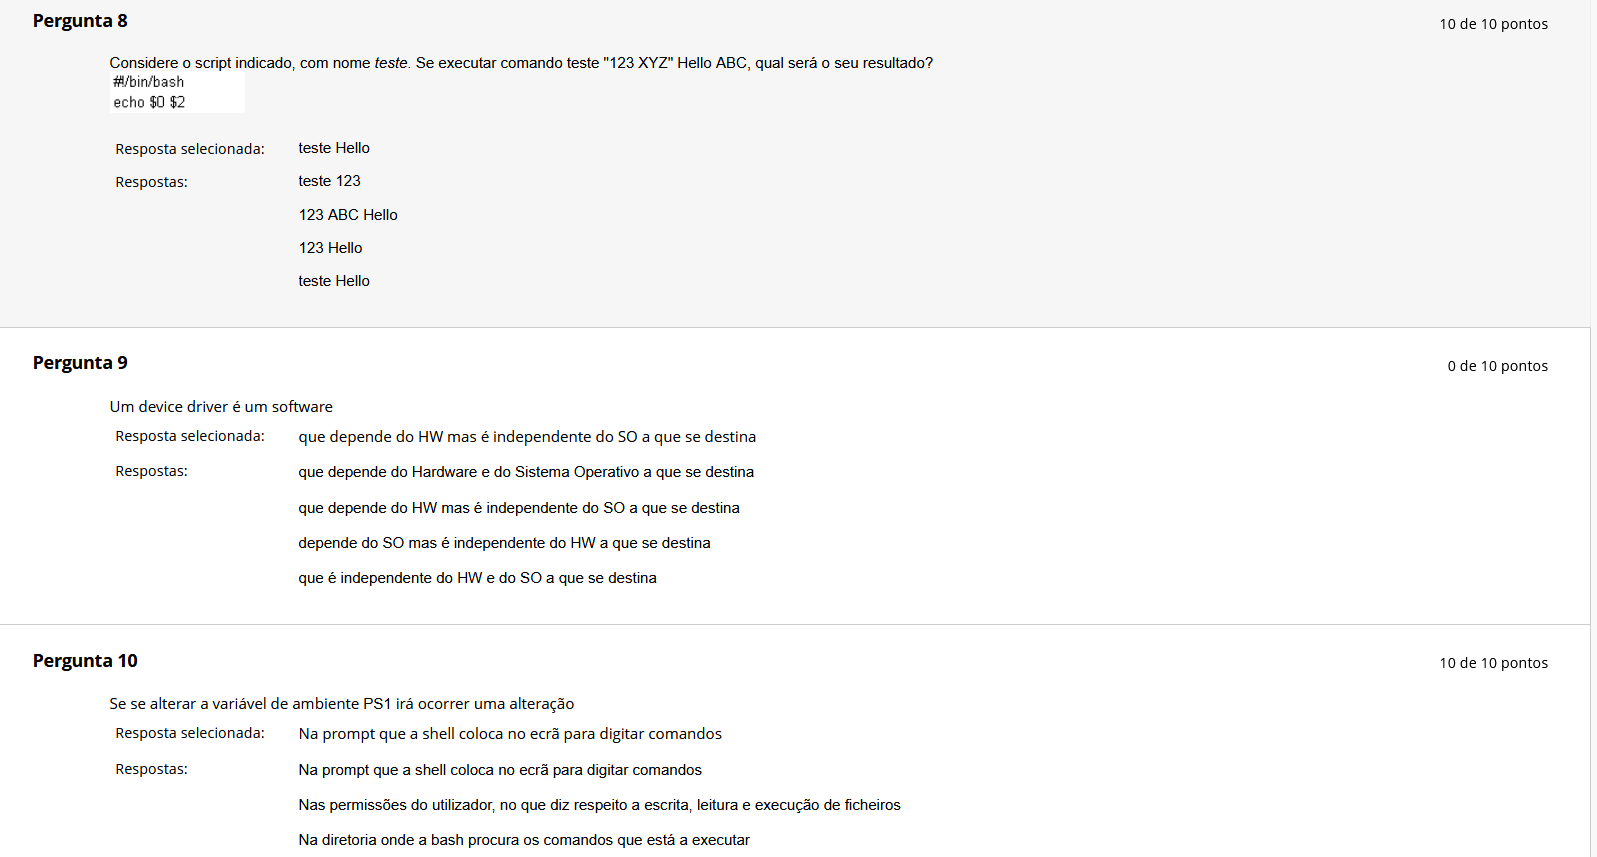 Pergunta 8
10 de 10 pontos
Considere o script indicado, com nome teste. Se executar comando teste "123 XYZ" Hello ABC, qual será o seu resultado?
#!/bin/bash
echo $0 $2
Resposta selecionada: teste Hello
Respostas: teste 123
123 ABC Hello
123 Hello
teste Hello
Pergunta 9
0 de 10 pontos
Um device driver é um software
Resposta selecionada: que depende do HW mas é independente do SO a que se destina
Respostas: que depende do Hardware e do Sistema Operativo a que se destina
que depende do HW mas é independente do SO a que se destina
depende do SO mas é independente do HW a que se destina
que é independente do HW e do SO a que se destina
Pergunta 10
10 de 10 pontos
Se se alterar a variável de ambiente PS1 irá ocorrer uma alteração
Resposta selecionada: Na prompt que a shell coloca no ecrã para digitar comandos
Respostas: Na prompt que a shell coloca no ecrã para digitar comandos
Nas permissões do utilizador, no que diz respeito a escrita, leitura e execução de ficheiros
Na diretoria onde a bash procura os comandos que está a executar